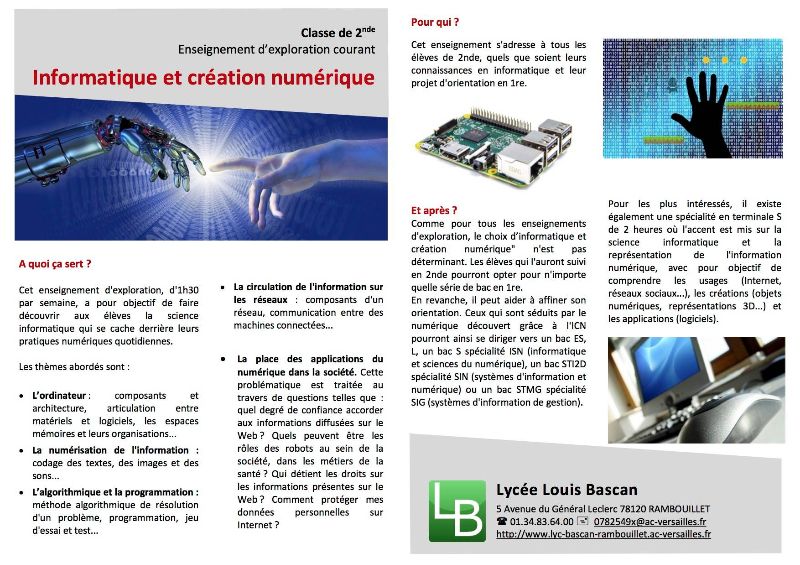 Classe de 2nde
Enseignement d'exploration courant
Informatique et création numérique
A quoi ça sert ?
Cet enseignement d'exploration, d'1h30
par semaine, a pour objectif de faire
découvrir aux élèves la science
informatique qui se cache derrière leurs
pratiques numériques quotidiennes.
Les thèmes abordés sont :
• L'ordinateur : composants et
architecture, articulation entre
matériels et logiciels, les espaces
mémoires et leurs organisations...
• La numérisation de l'information :
codage des textes, des images et des
sons...
• L'algorithmique et la programmation :
méthode algorithmique de résolution
d'un problème, programmation, jeu
d'essai et test...
• La circulation de l'information sur
les réseaux : composants d'un
réseau, communication entre des
machines connectées...
• La place des applications du
numérique dans la société. Cette
problématique est traitée au
travers de questions telles que :
quel degré de confiance accorder
aux informations diffusées sur le
Web ? Quels peuvent être les
rôles des robots au sein de la
société, dans les métiers de la
santé ? Qui détient les droits sur
les informations présentes sur le
Web ? Comment protéger mes
données personnelles sur
Internet ?
Pour qui ?
Cet enseignement s'adresse à tous les
élèves de 2nde, quels que soient leurs
connaissances en informatique et leur
projet d'orientation en 1re.
Et après ?
Comme pour tous les enseignements
d'exploration, le choix d'informatique et
création numérique" n'est pas
déterminant. Les élèves qui l'auront suivi
en 2nde pourront opter pour n'importe
quelle série de bac en 1re.
En revanche, il peut aider à affiner son
orientation. Ceux qui sont séduits par le
numérique découvert grâce à l'ICN
pourront ainsi se diriger vers un bac ES,
L, un bac S spécialité ISN (informatique
et sciences du numérique), un bac STI2D
spécialité SIN (systèmes d'information et
numérique) ou un bac STMG spécialité
SIG (systèmes d'information de gestion).
Pour les plus intéressés, il existe
également une spécialité en terminale S
de 2 heures où l'accent est mis sur la
science informatique et la
représentation de l'information
numérique, avec pour objectif de
comprendre les usages (Internet,
réseaux sociaux...), les créations (objets
numériques, représentations 3D...) et
les applications (logiciels).
LB
Lycée Louis Bascan
5 Avenue du Général Leclerc 78120 RAMBOUILLET
☎ 01.34.83.64.00 0782549x@ac-versailles.fr
http://www.lyc-bascan-rambouillet.ac-versailles.fr